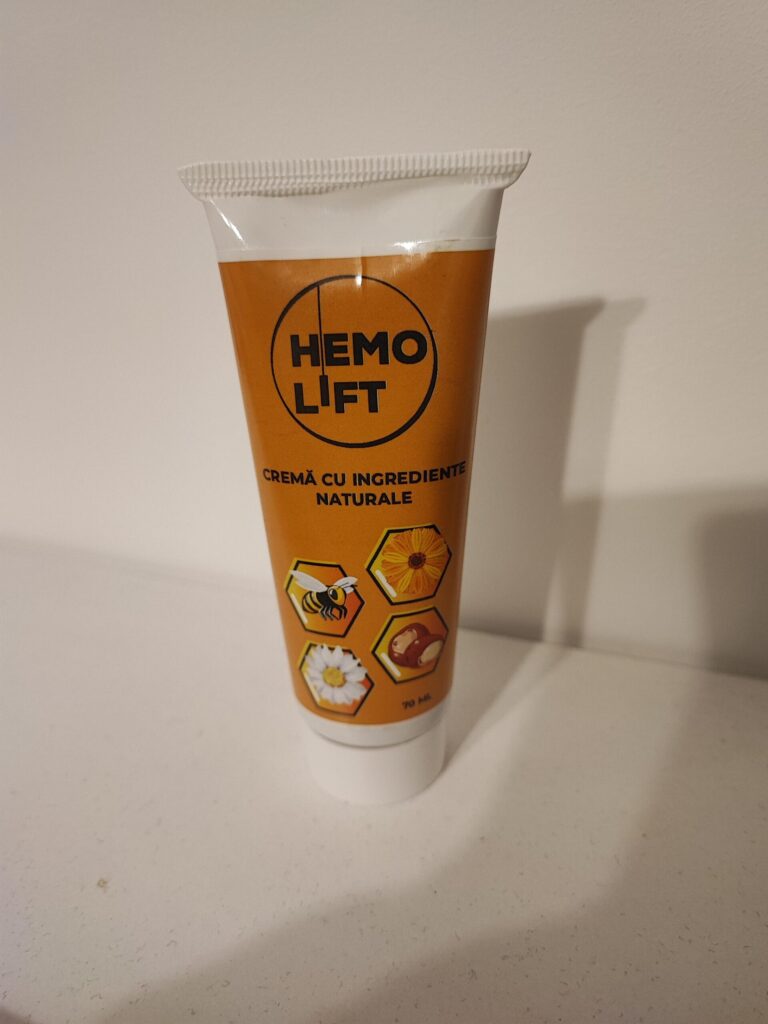 HEMO
LIFT
CREMĂ CU INGREDIENTE
NATURALE
70 ML